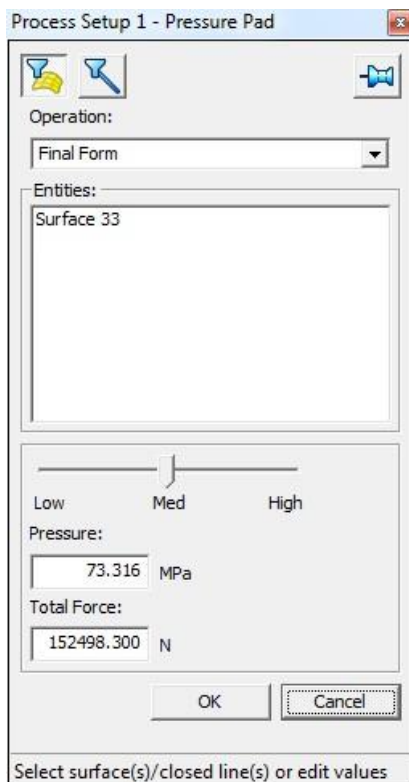 Process Setup 1 - Pressure Pad
Operation:
Final Form
Entities:
Surface 33
Low Med High
Pressure:
73.316 MPa
Total Force:
152498.300 N
OK Cancel
Select surface(s)/closed line(s) or edit values